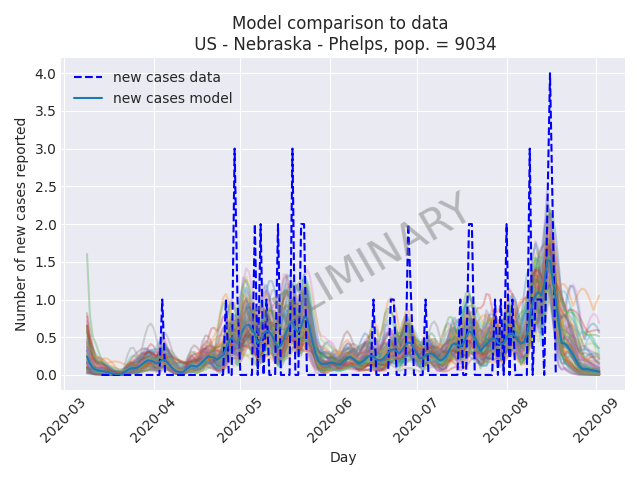 Model comparison to data
US - Nebraska - Phelps, pop. = 9034
new cases data
new cases model
Number of new cases reported
4.0
3.5
3.0
2.5
2.0
1.5
1.0
0.5
0.0
2020-03
2020-04
2020-05
2020-06
2020-07
2020-08
2020-09
Day